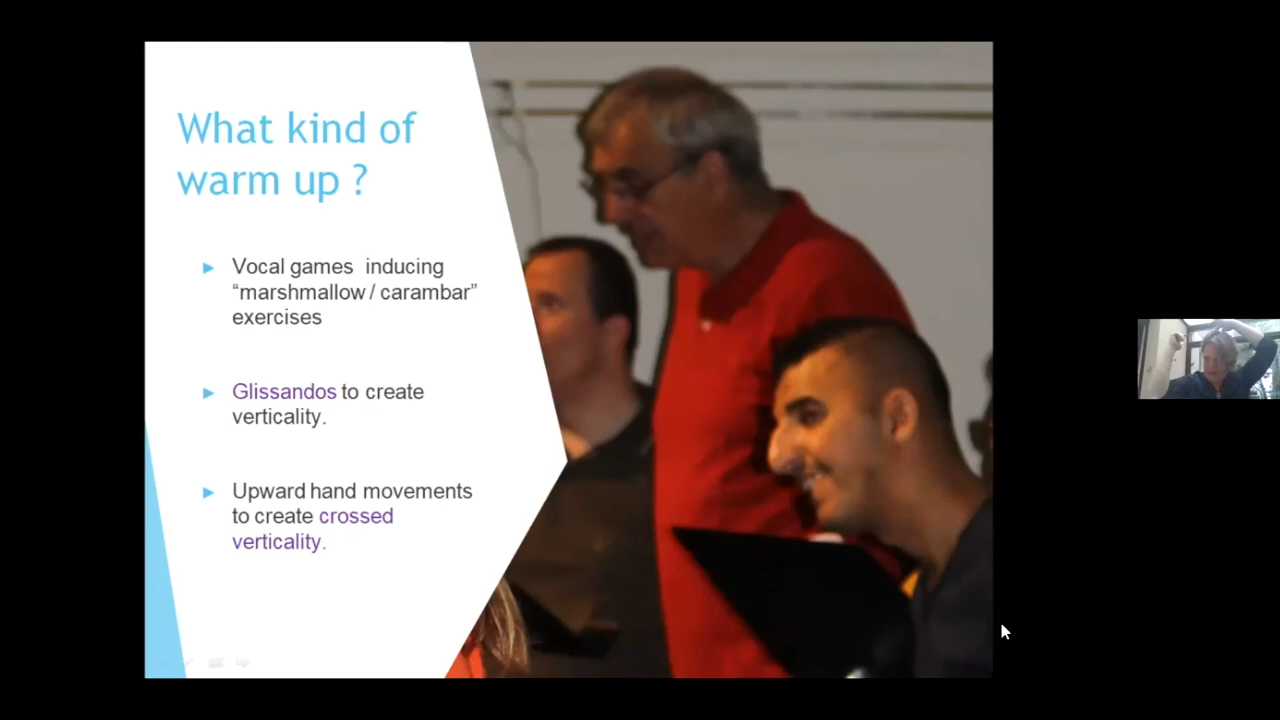 What kind of
warm up ?
Vocal games inducing
“marshmallow / carambar”
exercises
Glissandos to create
verticality.
Upward hand movements
to create crossed
verticality.